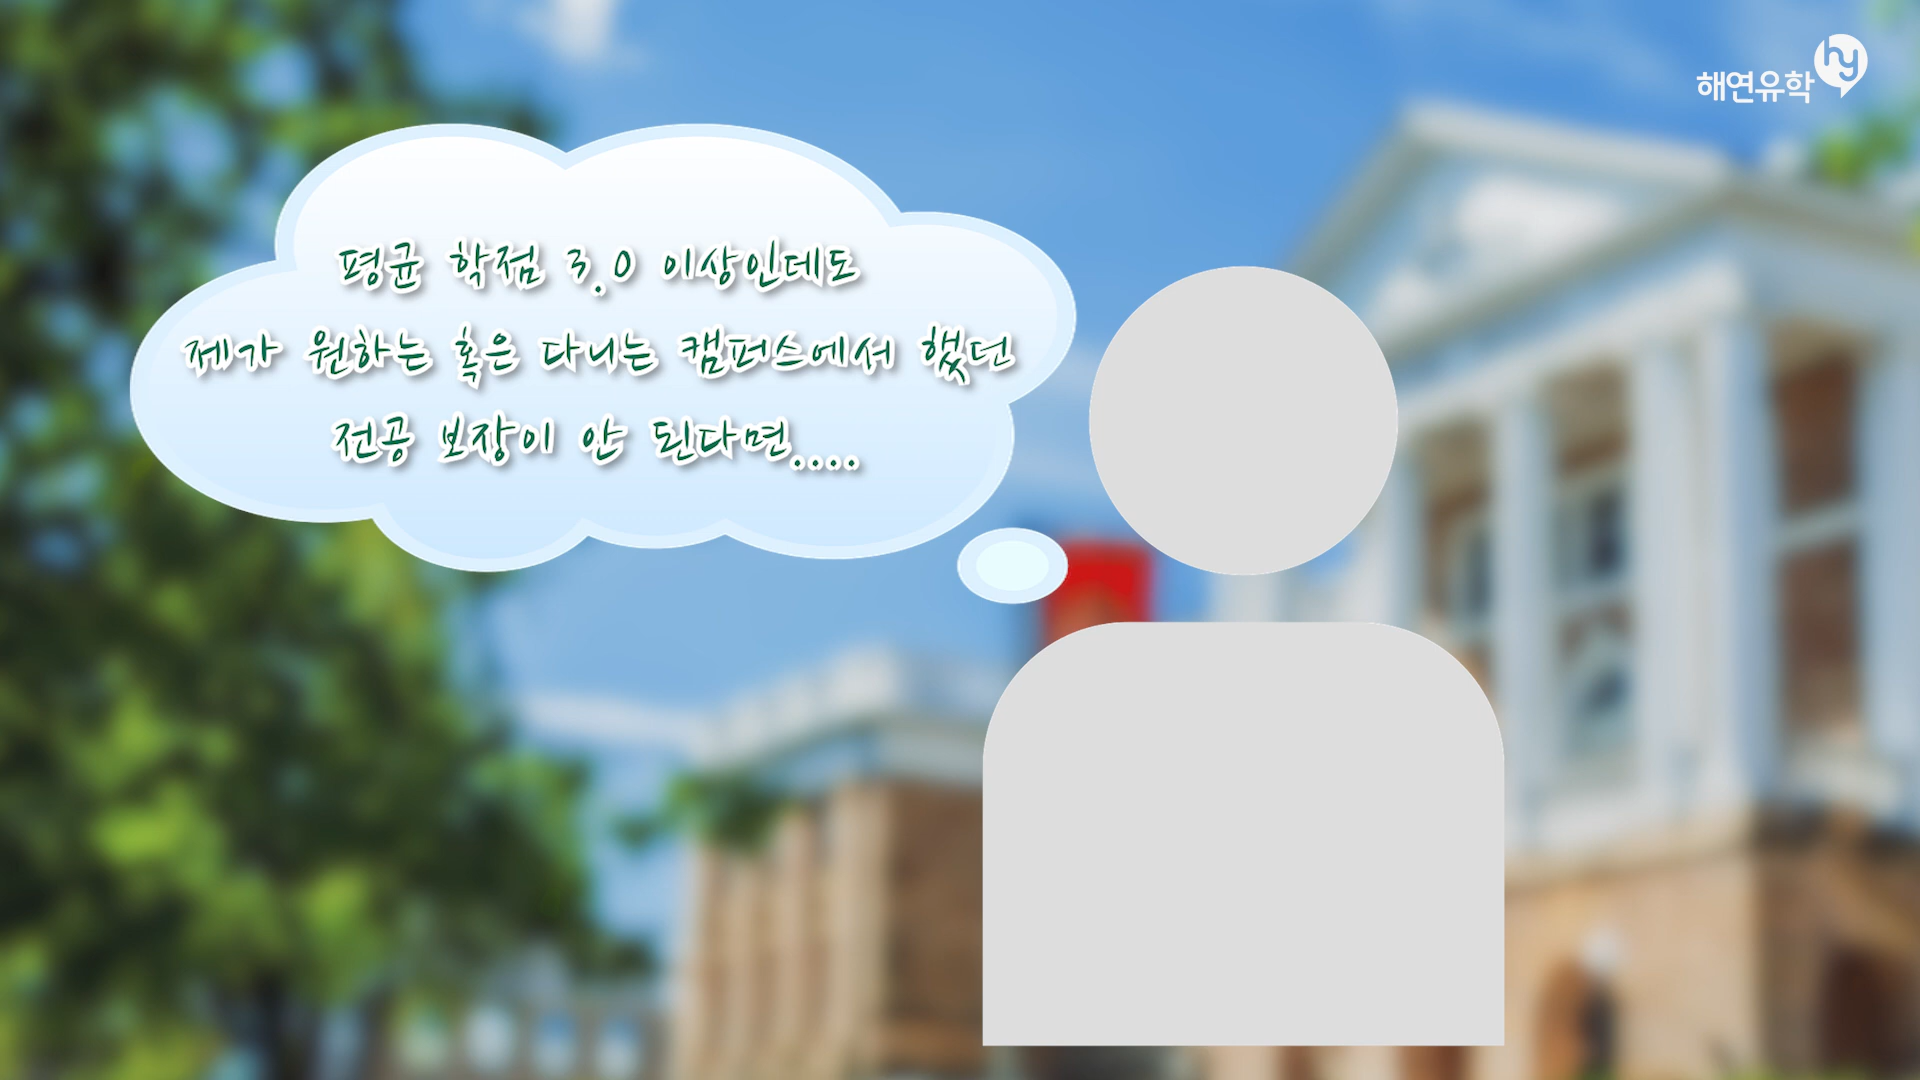 해연유학 hy
평균 학점 3.0 이상인데도
제가 원하는 혹은 다니는 캠퍼스에서 했던
전공 보장이 안 된다면....